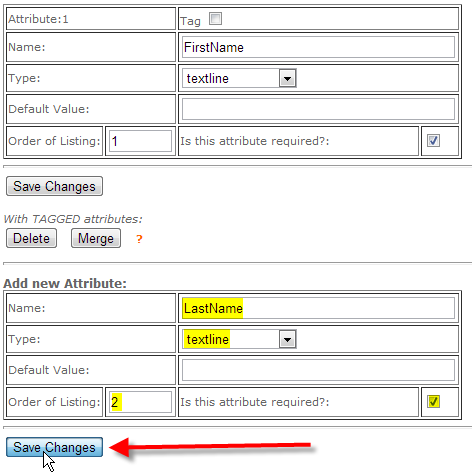 Attribute:1 Tag
Name: FirstName
Type: textline
Default Value:
Order of Listing: 1 Is this attribute required?:
Save Changes
With TAGGED attributes:
Delete Merge ?
Add new Attribute:
Name: LastName
Type: textline
Default Value:
Order of Listing: 2 Is this attribute required?:
Save Changes